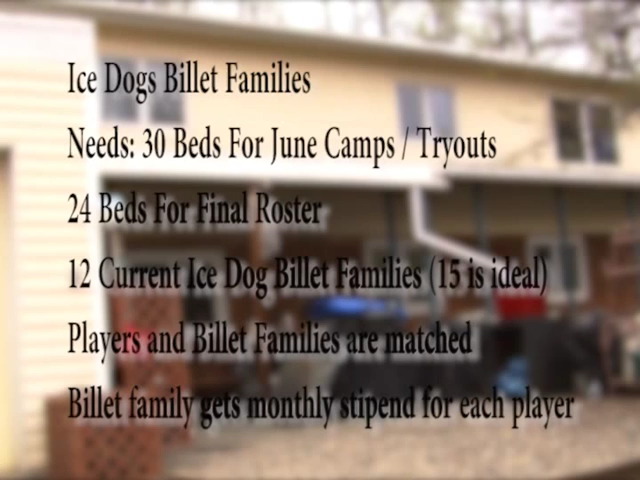 Ice Dogs Billet Families
Needs: 30 Beds For June Camps / Tryouts
24 Beds For Final Roster
12 Current Ice Dog Billet Families (15 is ideal)
Players and Billet Families are matched
Billet family gets monthly stipend for each player